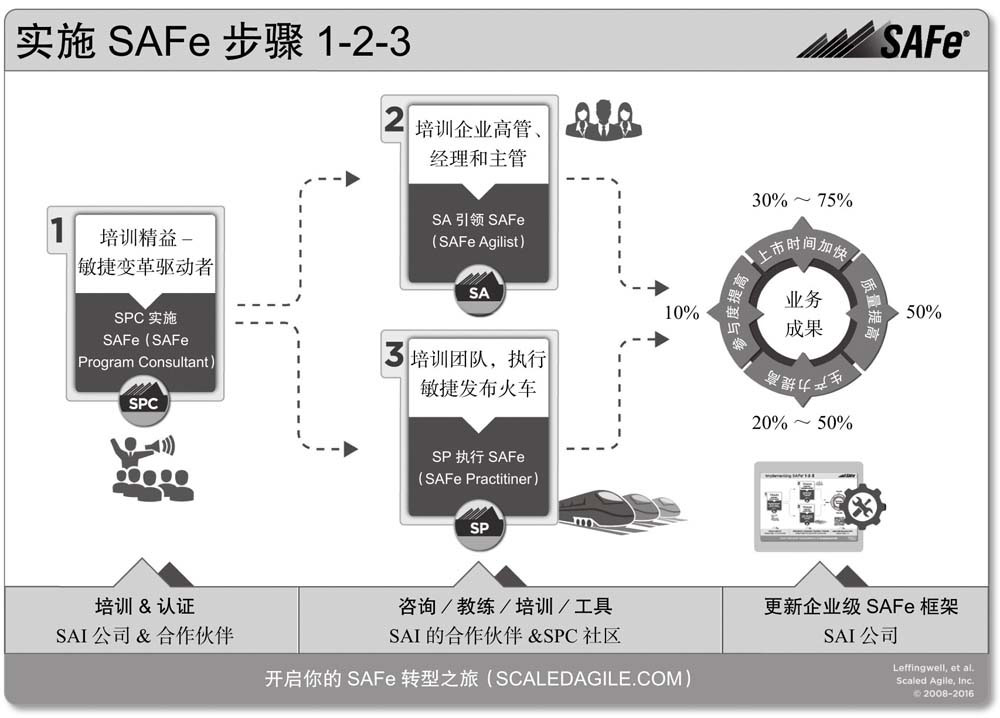 实施 SAFe 步骤 1-2-3
SAFe®
1
培训精益 –
敏捷变革驱动者
SPC 实施
SAFe（SAFe
Program Consultant）
SPC
2
培训企业高管、
经理和主管
SA 引领 SAFe
（SAFe Agilist）
SA
3
培训团队，执行
敏捷发布火车
SP 执行 SAFe
（SAFe Practitiner）
SP
30% ～ 75%
上市时间加快
10%
参与度提高
业务
成果
质量提高
50%
生产力提高
20% ～ 50%
Implementing SAFe® 1-2-3
SAFe
培训 & 认证
SAI 公司 & 合作伙伴
咨询／教练／培训／工具
SAI 的合作伙伴 &SPC 社区
更新企业级 SAFe 框架
SAI 公司
开启你的 SAFe 转型之旅（SCALEDAGILE.COM）
Leffingwell, et al.
Scaled Agile, Inc.
© 2008-2016